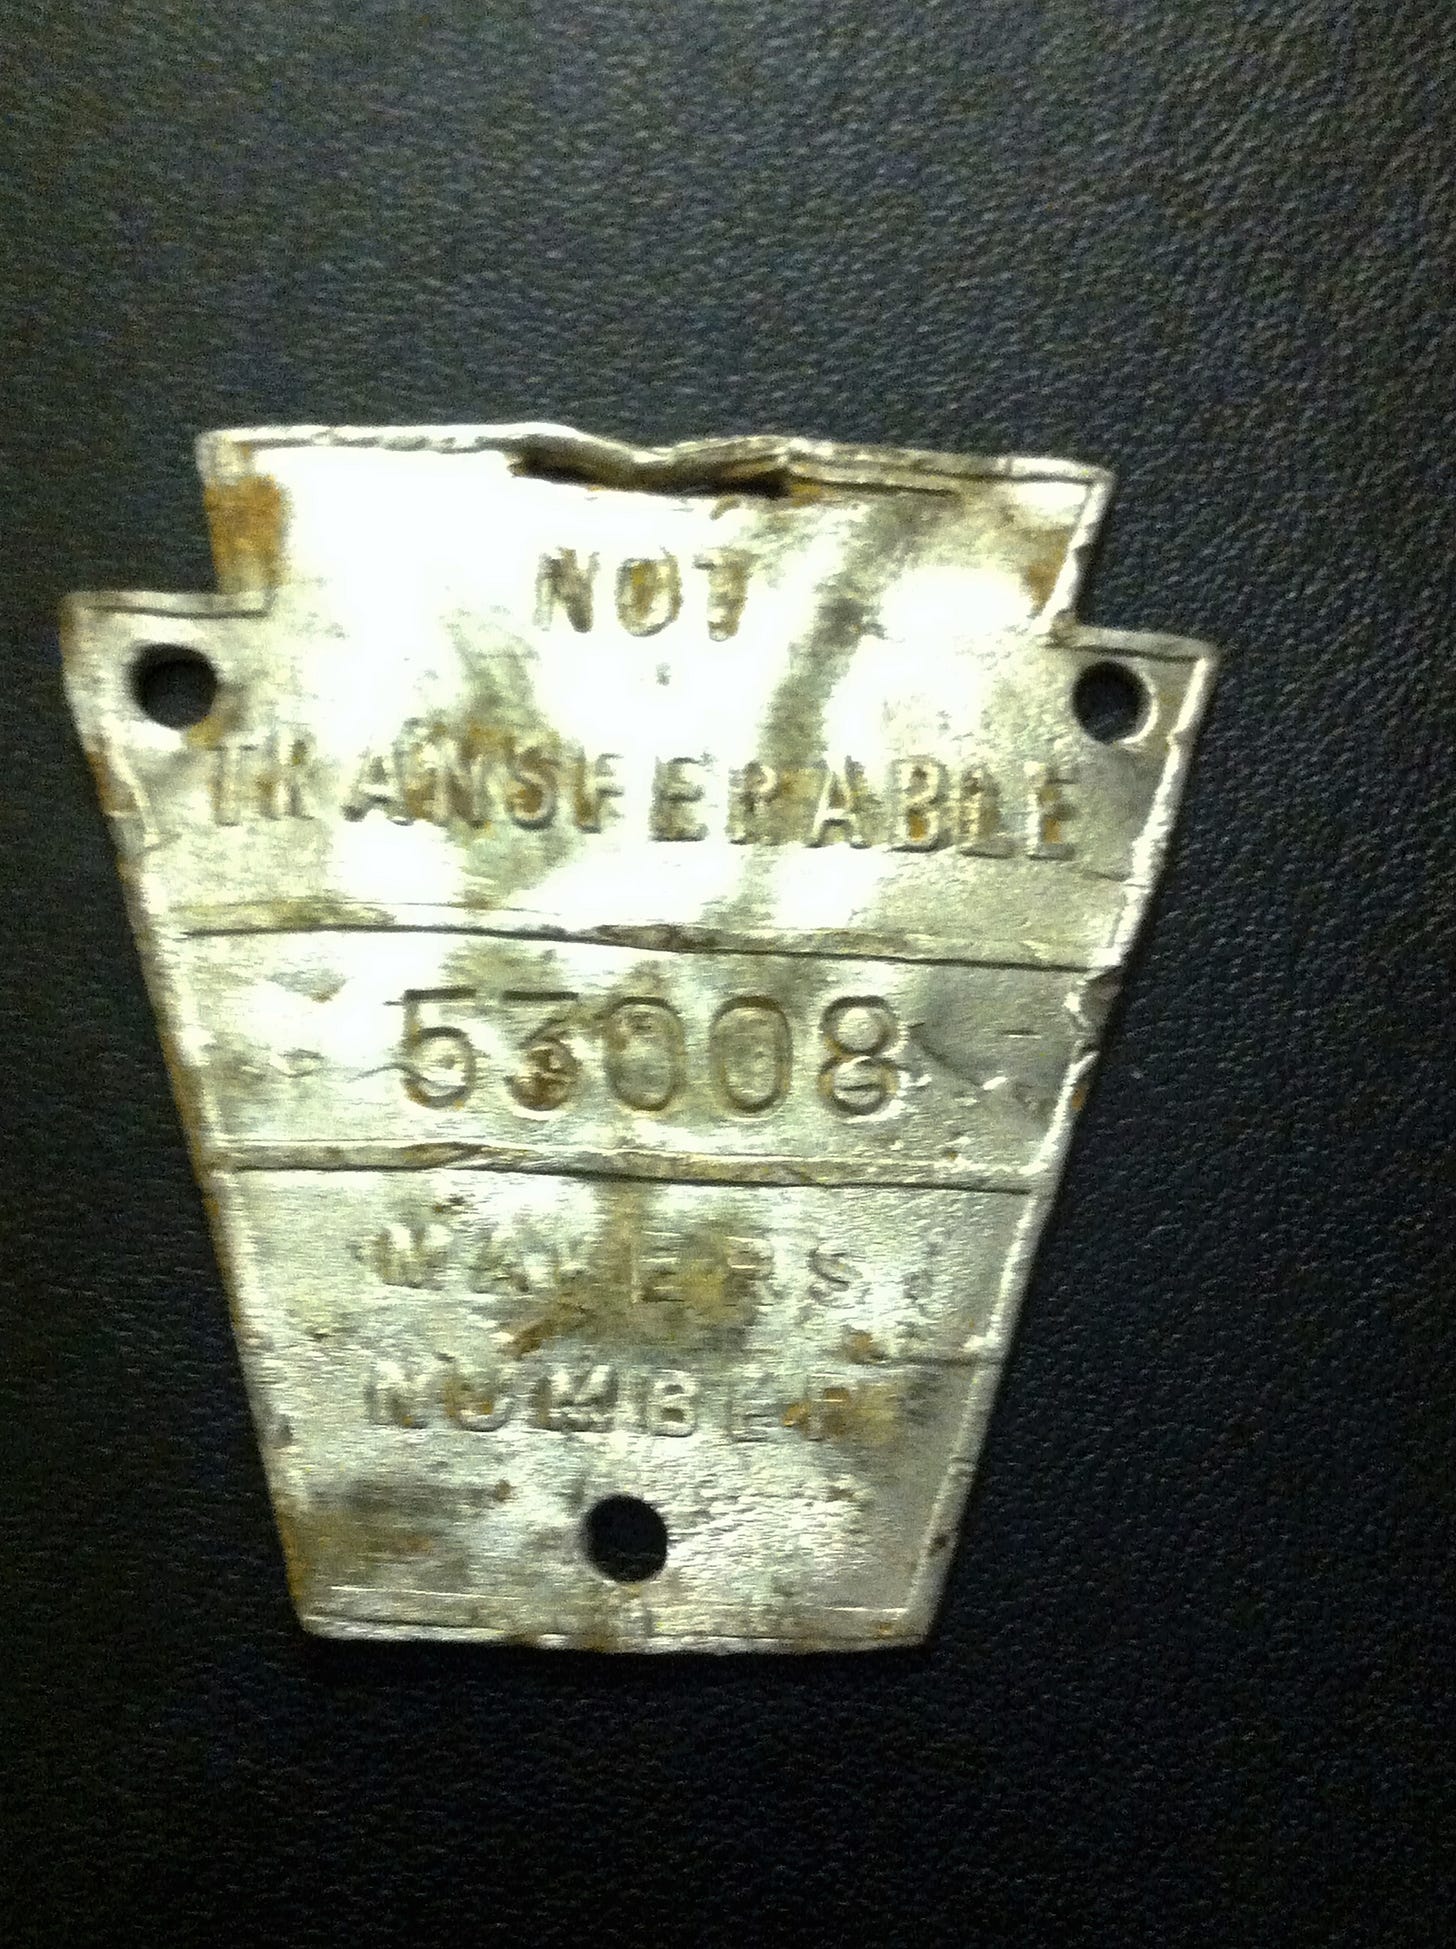 NOT
TRANSFERABLE
53008
MAKERS
NUMBER